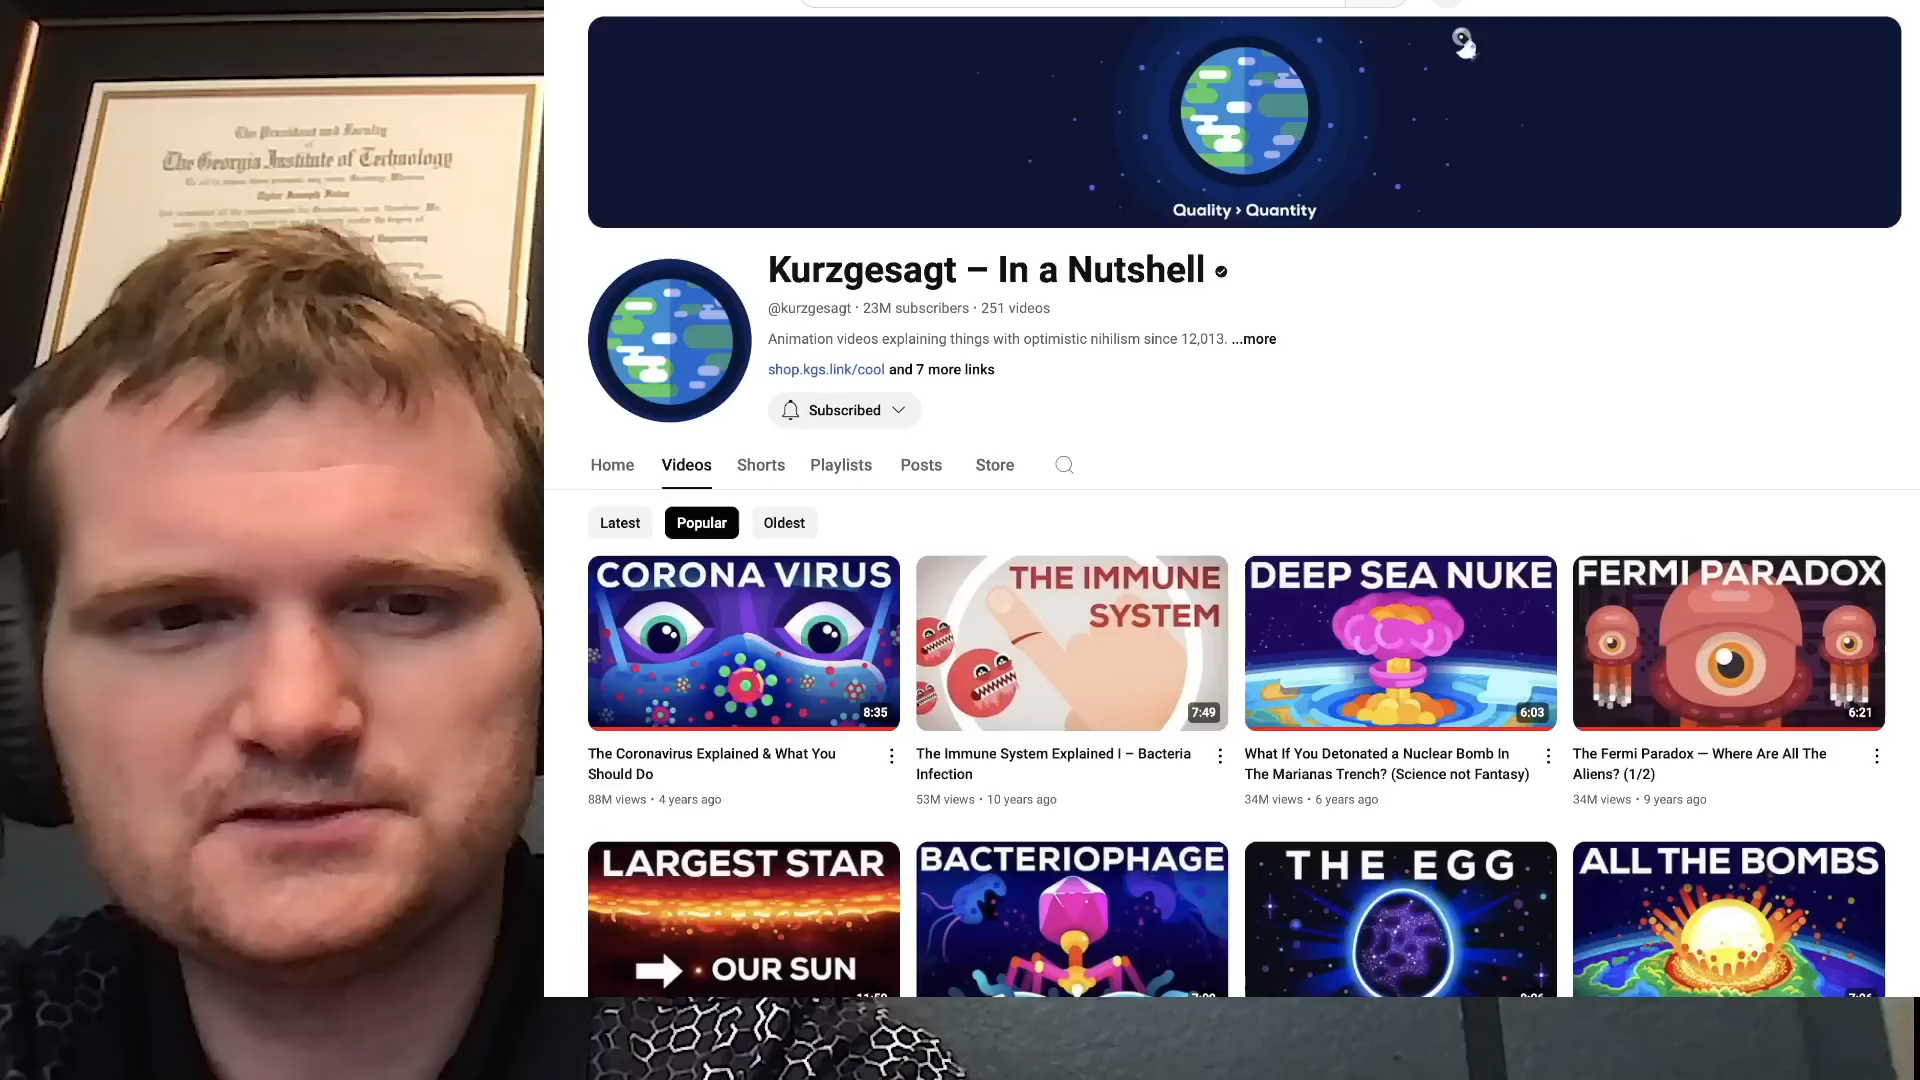 The President and Faculty
of
The Georgia Institute of Technology
Quality > Quantity
Kurzgesagt – In a Nutshell
@kurzgesagt · 23M subscribers · 251 videos
Animation videos explaining things with optimistic nihilism since 12,013. ...more
shop.kgs.link/cool and 7 more links
Subscribed
Home Videos Shorts Playlists Posts Store
Latest Popular Oldest
CORONA VIRUS
8:35
THE IMMUNE
SYSTEM
7:49
DEEP SEA NUKE
6:03
FERMI PARADOX
6:21
The Coronavirus Explained & What You
Should Do
88M views • 4 years ago
The Immune System Explained I – Bacteria
Infection
53M views • 10 years ago
What If You Detonated a Nuclear Bomb In
The Marianas Trench? (Science not Fantasy)
34M views • 6 years ago
The Fermi Paradox — Where Are All The
Aliens? (1/2)
34M views • 9 years ago
LARGEST STAR
OUR SUN
BACTERIOPHAGE
THE EGG
ALL THE BOMBS